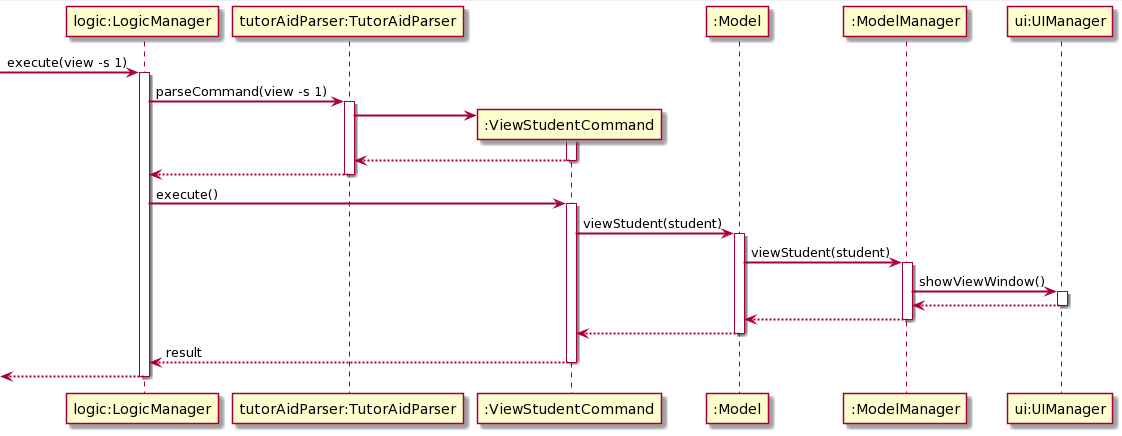 logic:LogicManager
tutorAidParser:TutorAidParser
:Model
:ModelManager
ui:UIManager
execute(view -s 1)
parseCommand(view -s 1)
:ViewStudentCommand
execute()
viewStudent(student)
viewStudent(student)
showViewWindow()
result
logic:LogicManager
tutorAidParser:TutorAidParser
:ViewStudentCommand
:Model
:ModelManager
ui:UIManager